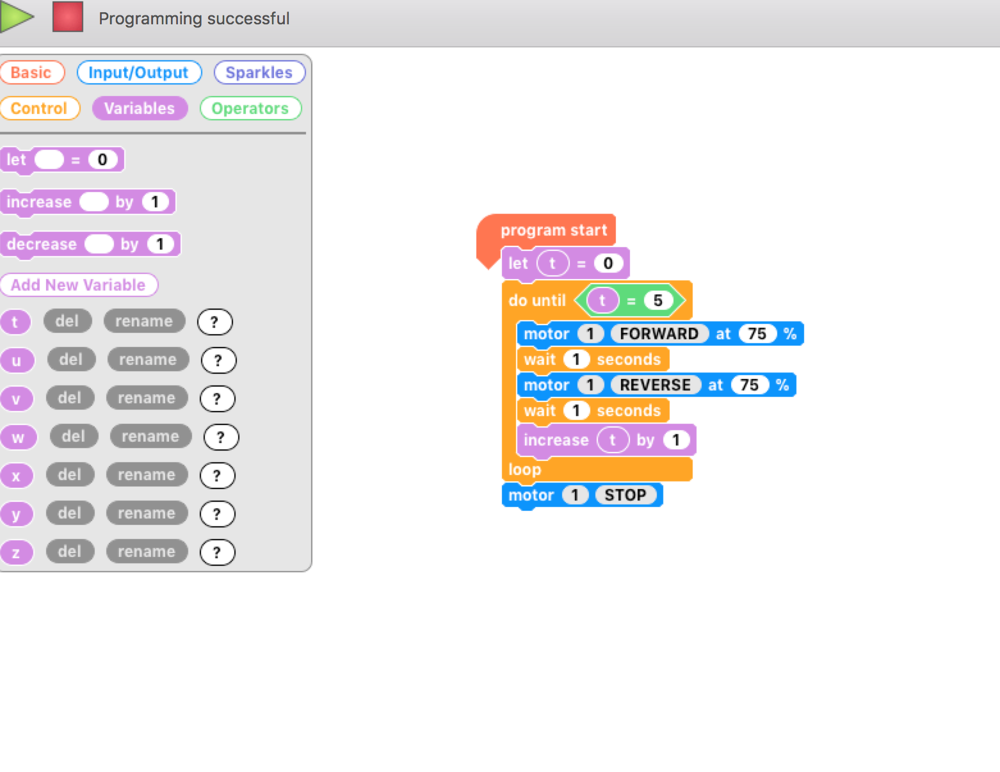 Programming successful
Basic Input/Output Sparkles
Control Variables Operators
let = 0
increase by 1
decrease by 1
Add New Variable
t del rename ?
u del rename ?
v del rename ?
w del rename ?
x del rename ?
y del rename ?
z del rename ?
program start
let t = 0
do until t = 5
motor 1 FORWARD at 75 %
wait 1 seconds
motor 1 REVERSE at 75 %
wait 1 seconds
increase t by 1
loop
motor 1 STOP